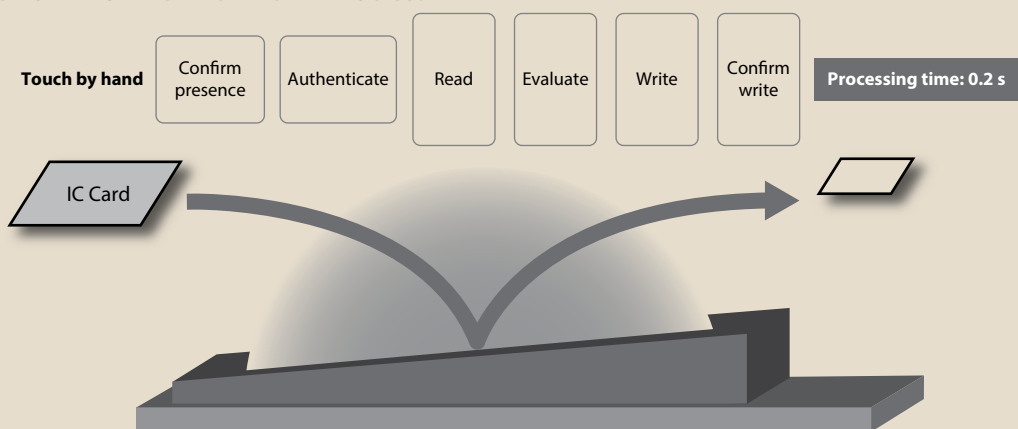 Touch by hand
Confirm
presence
Authenticate
Read
Evaluate
Write
Confirm
write
Processing time: 0.2 s
IC Card